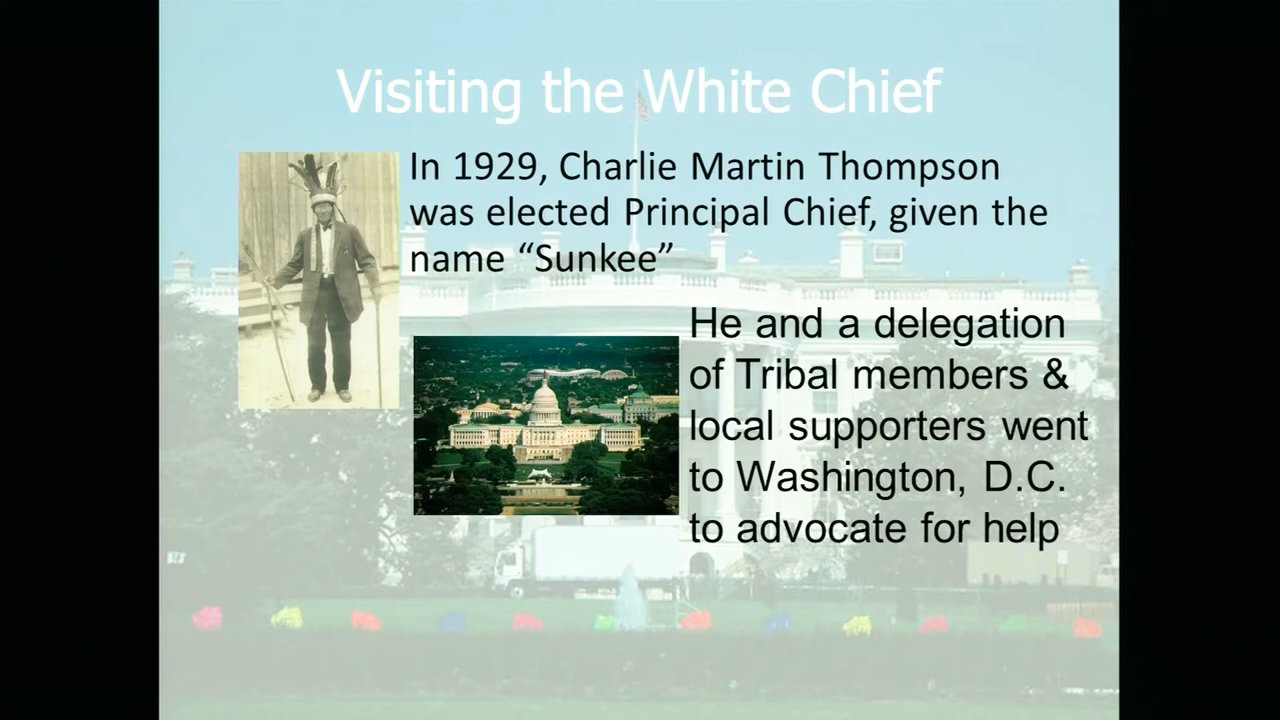 Visiting the White Chief
In 1929, Charlie Martin Thompson
was elected Principal Chief, given the
name “Sunkee”
He and a delegation
of Tribal members &
local supporters went
to Washington, D.C.
to advocate for help